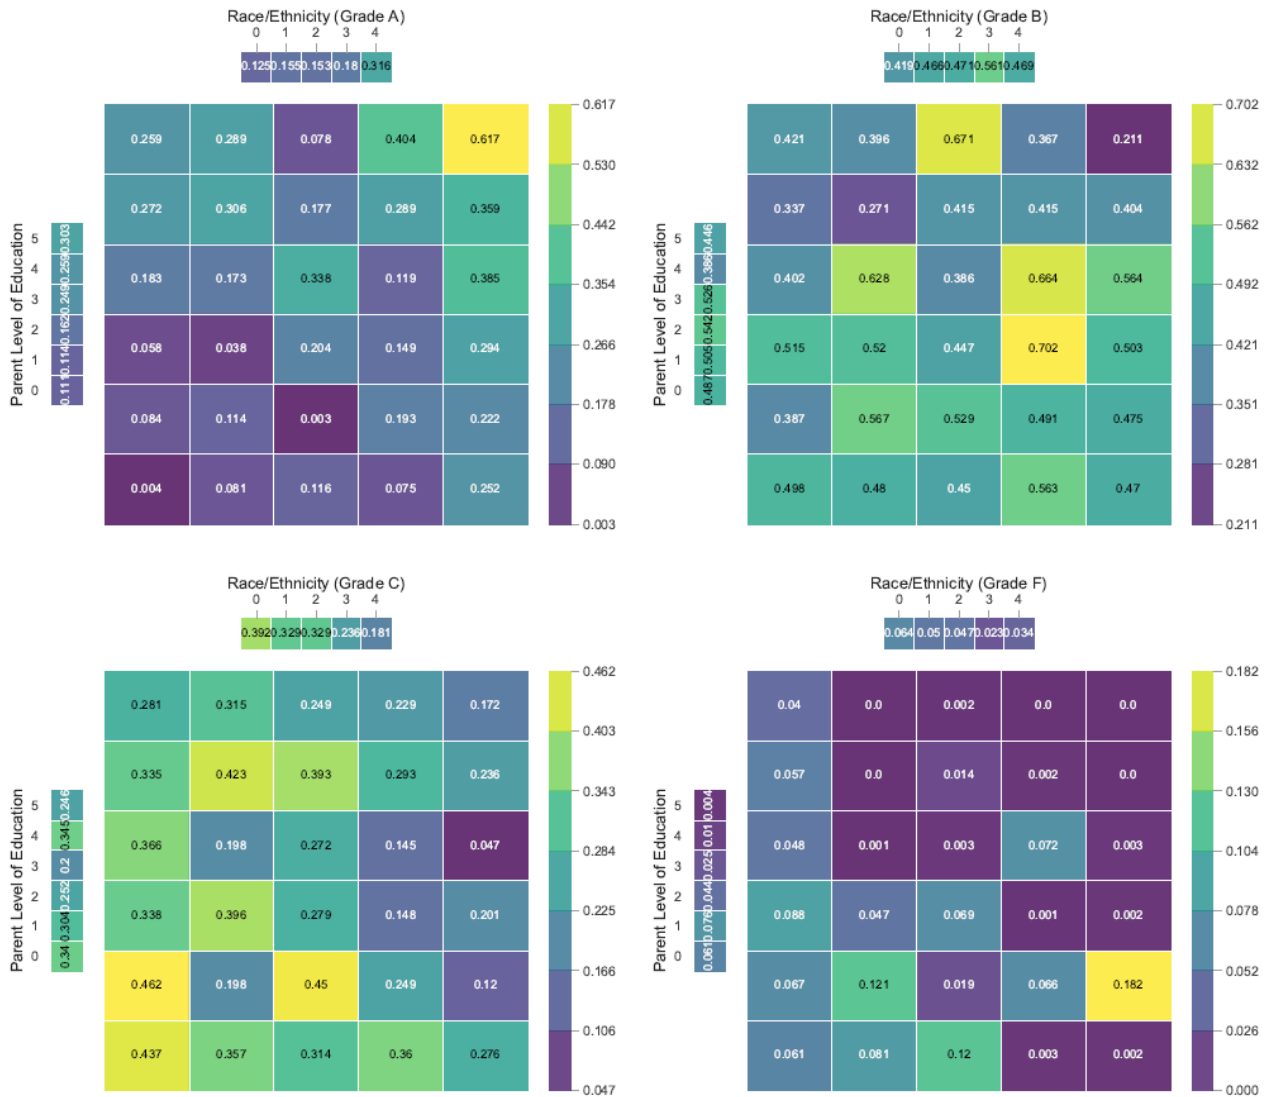 Race/Ethnicity (Grade A)
0 1 2 3 4
0.125 0.155 0.153 0.18 0.316
0.259 0.289 0.078 0.404 0.617
0.272 0.306 0.177 0.289 0.359
0.183 0.173 0.338 0.119 0.385
0.058 0.038 0.204 0.149 0.294
0.084 0.114 0.003 0.193 0.222
0.004 0.081 0.116 0.075 0.252
Parent Level of Education
5 0.303
4 0.259
3 0.249
2 0.162
1 0.114
0 0.111
0.617
0.530
0.442
0.354
0.266
0.178
0.090
0.003
Race/Ethnicity (Grade B)
0 1 2 3 4
0.419 0.466 0.471 0.561 0.469
0.421 0.396 0.671 0.367 0.211
0.337 0.271 0.415 0.415 0.404
0.402 0.628 0.386 0.664 0.564
0.515 0.52 0.447 0.702 0.503
0.387 0.567 0.529 0.491 0.475
0.498 0.48 0.45 0.563 0.47
Parent Level of Education
5 0.446
4 0.386
3 0.526
2 0.542
1 0.505
0 0.487
0.702
0.632
0.562
0.492
0.421
0.351
0.281
0.211
Race/Ethnicity (Grade C)
0 1 2 3 4
0.392 0.329 0.329 0.236 0.181
0.281 0.315 0.249 0.229 0.172
0.335 0.423 0.393 0.293 0.236
0.366 0.198 0.272 0.145 0.047
0.338 0.396 0.279 0.148 0.201
0.462 0.198 0.45 0.249 0.12
0.437 0.357 0.314 0.36 0.276
Parent Level of Education
5 0.246
4 0.345
3 0.2
2 0.252
1 0.304
0 0.34
0.462
0.403
0.343
0.284
0.225
0.166
0.106
0.047
Race/Ethnicity (Grade F)
0 1 2 3 4
0.064 0.05 0.047 0.023 0.034
0.04 0.0 0.002 0.0 0.0
0.057 0.0 0.014 0.002 0.0
0.048 0.001 0.003 0.072 0.003
0.088 0.047 0.069 0.001 0.002
0.067 0.121 0.019 0.066 0.182
0.061 0.081 0.12 0.003 0.002
Parent Level of Education
5 0.004
4 0.01
3 0.025
2 0.044
1 0.076
0 0.061
0.182
0.156
0.130
0.104
0.078
0.052
0.026
0.000